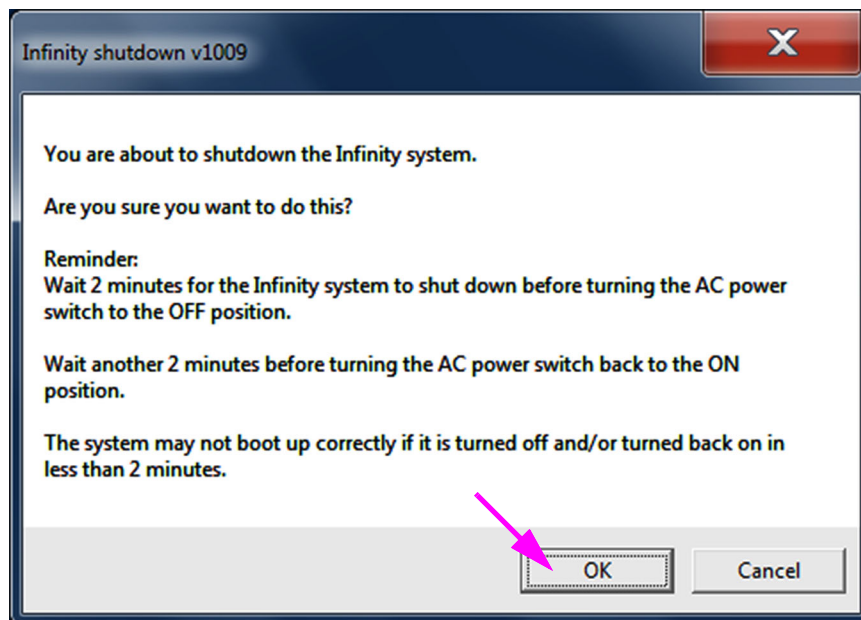 Infinity shutdown v1009
You are about to shutdown the Infinity system.
Are you sure you want to do this?
Reminder:
Wait 2 minutes for the Infinity system to shut down before turning the AC power
switch to the OFF position.
Wait another 2 minutes before turning the AC power switch back to the ON
position.
The system may not boot up correctly if it is turned off and/or turned back on in
less than 2 minutes.
OK
Cancel